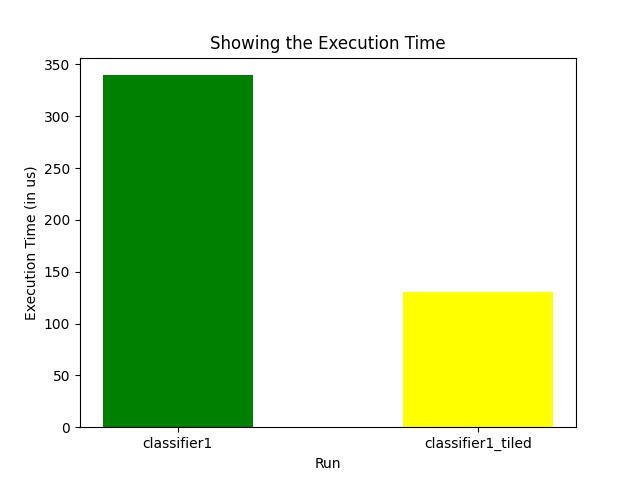 Showing the Execution Time
Execution Time (in us)
350
300
250
200
150
100
50
0
classifier1
classifier1_tiled
Run